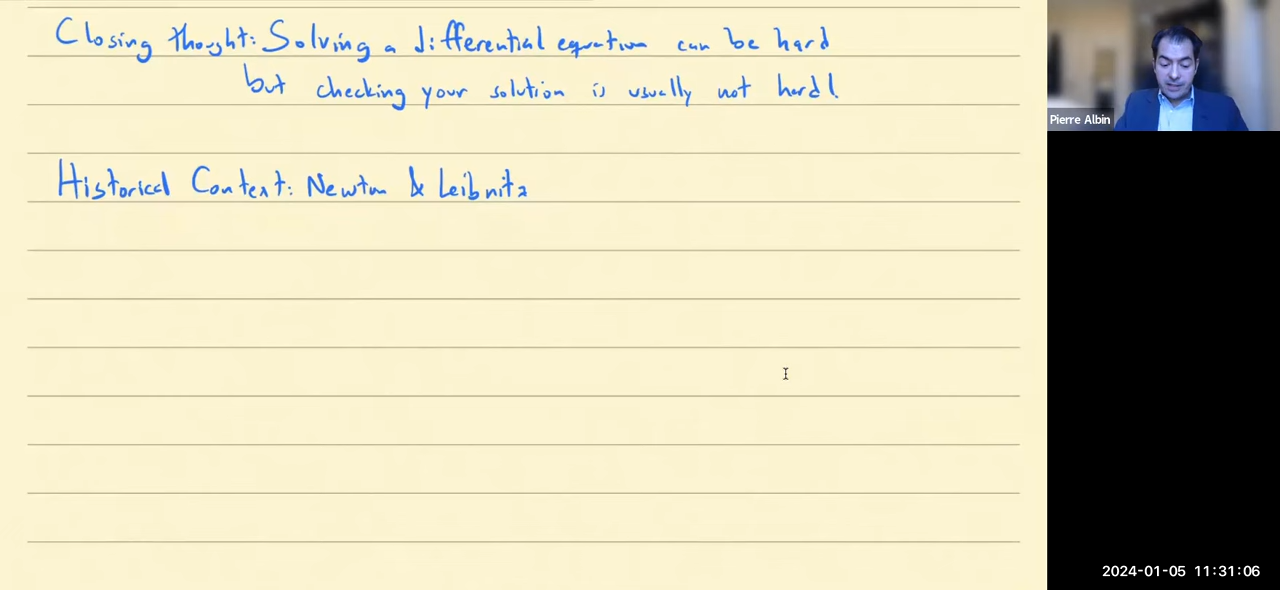 Closing thought: Solving a differential equation can be hard
but checking your solution is usually not hard!
Historical Context: Newton & Leibnitz
Pierre Albin
2024-01-05 11:31:06